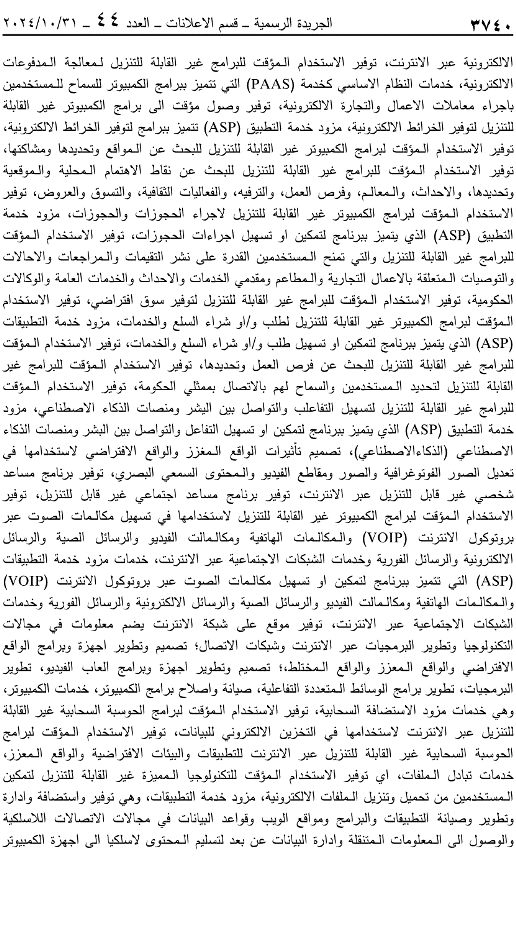 ٣٧٤٠ الجريدة الرسمية – قسم الاعلانات – العدد ٤٤ – ٢٠٢٤/١٠/٣١
الالكترونية عبر الانترنت، توفير الاستخدام المؤقت للبرامج غير القابلة للتنزيل لمعالجة المدفوعات
الالكترونية، خدمات النظام الاساسي كخدمة (PAAS) التي تتميز ببرامج الكمبيوتر للسماح للمستخدمين
باجراء معاملات الاعمال والتجارة الالكترونية، توفير وصول مؤقت الى برامج الكمبيوتر غير القابلة
للتنزيل لتوفير الخرائط الالكترونية، مزود خدمة التطبيق (ASP) تتميز ببرامج لتوفير الخرائط الالكترونية،
توفير الاستخدام المؤقت لبرامج الكمبيوتر غير القابلة للتنزيل للبحث عن المواقع وتحديدها ومشاكتها،
توفير الاستخدام المؤقت للبرامج غير القابلة للتنزيل للبحث عن نقاط الاهتمام المحلية والموقعية
وتحديدها، والاحداث، والمعالم، وفرص العمل، والترفيه، والفعاليات الثقافية، والتسوق والعروض، توفير
الاستخدام المؤقت لبرامج الكمبيوتر غير القابلة للتنزيل لاجراء الحجوزات والحجوزات، مزود خدمة
التطبيق (ASP) الذي يتميز ببرنامج لتمكين او تسهيل اجراءات الحجوزات، توفير الاستخدام المؤقت
للبرامج غير القابلة للتنزيل والتي تمنح المستخدمين القدرة على نشر التقيمات والمراجعات والاحالات
والتوصيات المتعلقة بالاعمال التجارية والمطاعم ومقدمي الخدمات والاحداث والخدمات العامة والوكالات
الحكومية، توفير الاستخدام المؤقت للبرامج غير القابلة للتنزيل لتوفير سوق افتراضي، توفير الاستخدام
المؤقت لبرامج الكمبيوتر غير القابلة للتنزيل لطلب و/او شراء السلع والخدمات، مزود خدمة التطبيقات
(ASP) الذي يتميز ببرنامج لتمكين او تسهيل طلب و/او شراء السلع والخدمات، توفير الاستخدام المؤقت
للبرامج غير القابلة للتنزيل للبحث عن فرص العمل وتحديدها، توفير الاستخدام المؤقت للبرامج غير
القابلة للتنزيل لتحديد المستخدمين والسماح لهم بالاتصال بممثلي الحكومة، توفير الاستخدام المؤقت
للبرامج غير القابلة للتنزيل لتسهيل التفاعلب والتواصل بين البشر ومنصات الذكاء الاصطناعي، مزود
خدمة التطبيق (ASP) الذي يتميز ببرنامج لتمكين او تسهيل التفاعل والتواصل بين البشر ومنصات الذكاء
الاصطناعي (الذكاءالاصطناعي)، تصميم تأثيرات الواقع المغزز والواقع الافتراضي لاستخدامها في
تعديل الصور الفوتوغرافية والصور ومقاطع الفيديو والمحتوى السمعي البصري، توفير برنامج مساعد
شخصي غير قابل للتنزيل عبر الانترنت، توفير برنامج مساعد اجتماعي غير قابل للتنزيل، توفير
الاستخدام المؤقت لبرامج الكمبيوتر غير القابلة للتنزيل لاستخدامها في تسهيل مكالمات الصوت عبر
بروتوكول الانترنت (VOIP) والمكالمات الهاتفية ومكالمالت الفيديو والرسائل الصية والرسائل
الالكترونية والرسائل الفورية وخدمات الشبكات الاجتماعية عبر الانترنت، خدمات مزود خدمة التطبيقات
(ASP) التي تتميز ببرنامج لتمكين او تسهيل مكالمات الصوت عبر بروتوكول الانترنت (VOIP)
والمكالمات الهاتفية ومكالمالت الفيديو والرسائل الصية والرسائل الالكترونية والرسائل الفورية وخدمات
الشبكات الاجتماعية عبر الانترنت، توفير موقع على شبكة الانترنت يضم معلومات في مجالات
التكنولوجيا وتطوير البرمجيات عبر الانترنت وشبكات الاتصال؛ تصميم وتطوير اجهزة وبرامج الواقع
الافتراضي والواقع المعزز والواقع المختلط،؛ تصميم وتطوير اجهزة وبرامج العاب الفيديو، تطوير
البرمجيات، تطوير برامج الوسائط المتعددة التفاعلية، صيانة واصلاح برامج الكمبيوتر، خدمات الكمبيوتر،
وهي خدمات مزود الاستضافة السحابية، توفير الاستخدام المؤقت لبرامج الحوسبة السحابية غير القابلة
للتنزيل عبر الانترنت لاستخدامها في التخزين الالكتروني للبيانات، توفير الاستخدام المؤقت لبرامج
الحوسبة السحابية غير القابلة للتنزيل عبر الانترنت للتطبيقات والبيئات الافتراضية والواقع المعزز،
خدمات تبادل الملفات، اي توفير الاستخدام المؤقت للتكنولوجيا المميزة غير القابلة للتنزيل لتمكين
المستخدمين من تحميل وتنزيل الملفات الالكترونية، مزود خدمة التطبيقات، وهي توفير واستضافة وادارة
وتطوير وصيانة التطبيقات والبرامج ومواقع الويب وقواعد البيانات في مجالات الاتصالات اللاسلكية
والوصول الى المعلومات المتنقلة وادارة البيانات عن بعد لتسليم المحتوى لاسلكيا الى اجهزة الكمبيوتر